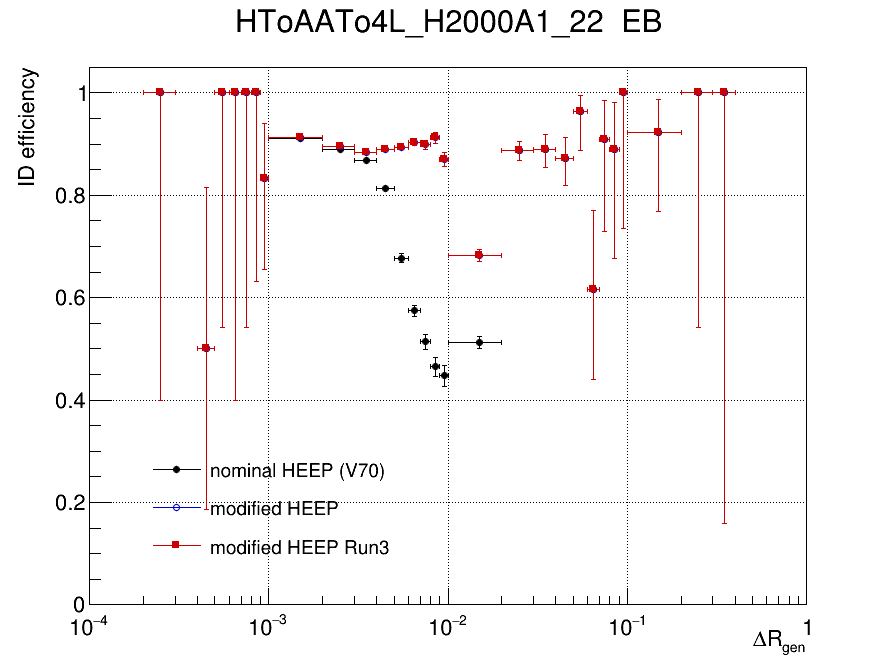 HToAATo4L_H2000A1_22 EB
ID efficiency
1
0.8
0.6
0.4
0.2
0
nominal HEEP (V70)
modified HEEP
modified HEEP Run3
10⁻⁴
10⁻³
10⁻²
10⁻¹
1
ΔR_gen